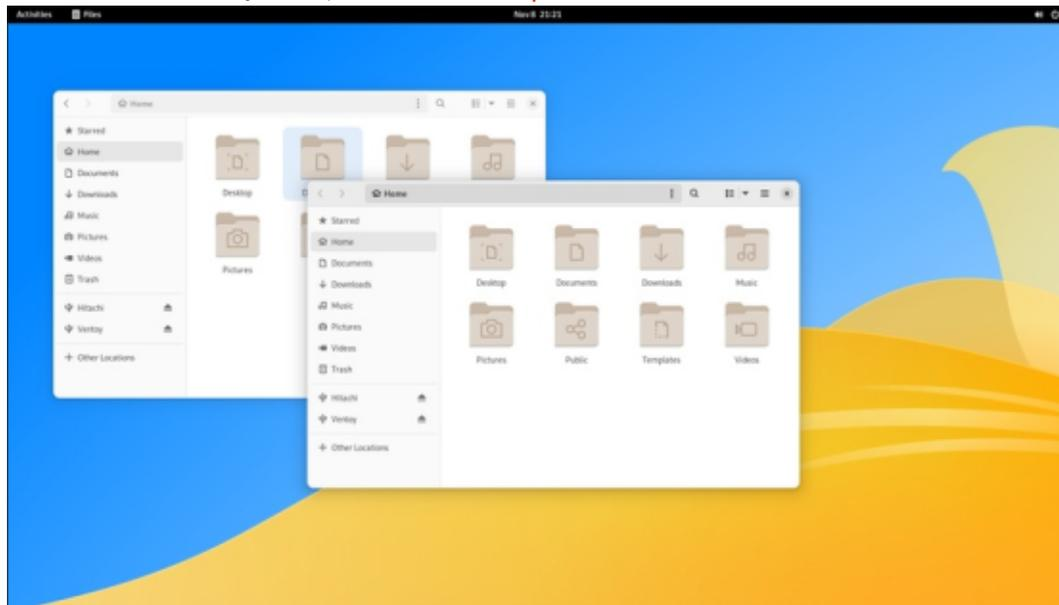 Activities Files Nov 8 21:21
Home
Starred
Home
Documents
Downloads
Music
Pictures
Videos
Trash
Hitachi
Ventoy
Other Locations
Desktop
Pictures
Home
Starred
Home
Documents
Downloads
Music
Pictures
Videos
Trash
Hitachi
Ventoy
Other Locations
Desktop Documents Downloads Music
Pictures Public Templates Videos